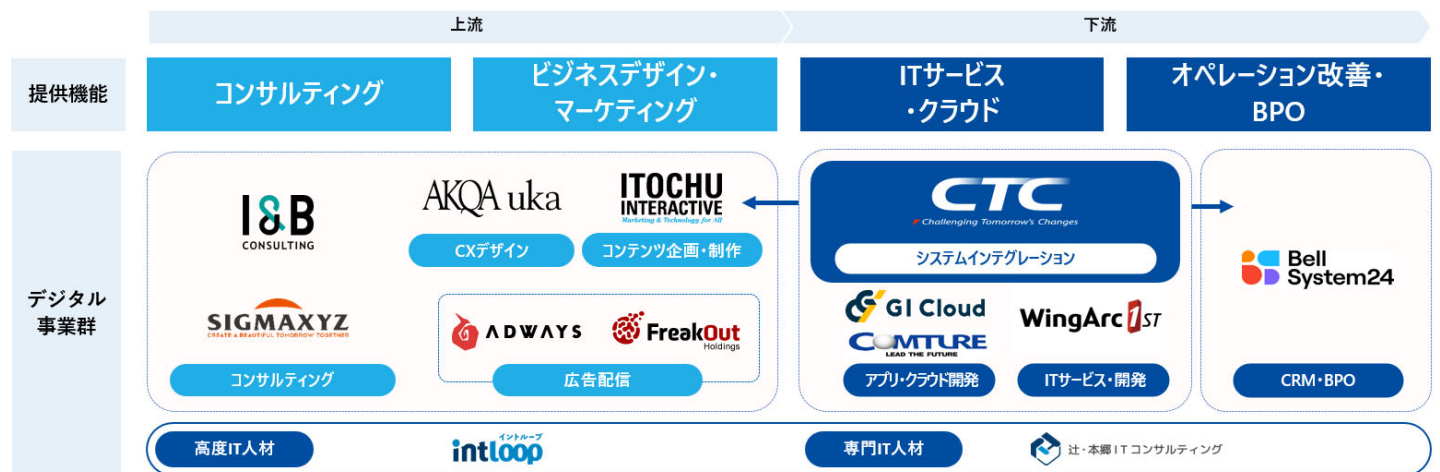 上流
下流
提供機能
コンサルティング
ビジネスデザイン・
マーケティング
ITサービス
・クラウド
オペレーション改善・
BPO
デジタル
事業群
I&B
CONSULTING
SIGMAXYZ
CREATE A BEAUTIFUL TOMORROW TOGETHER
コンサルティング
AKQA uka
CXデザイン
ITOCHU
INTERACTIVE
Marketing & Technology for All
コンテンツ企画・制作
ADWAYS
FreakOut
Holdings
広告配信
CTC
Challenging Tomorrow's Changes
システムインテグレーション
GI Cloud
COMTURE
LEAD THE FUTURE
アプリ・クラウド開発
WingArc 1ST
ITサービス・開発
Bell
System24
CRM・BPO
高度IT人材
イントループ
intloop
専門IT人材
辻・本郷ITコンサルティング